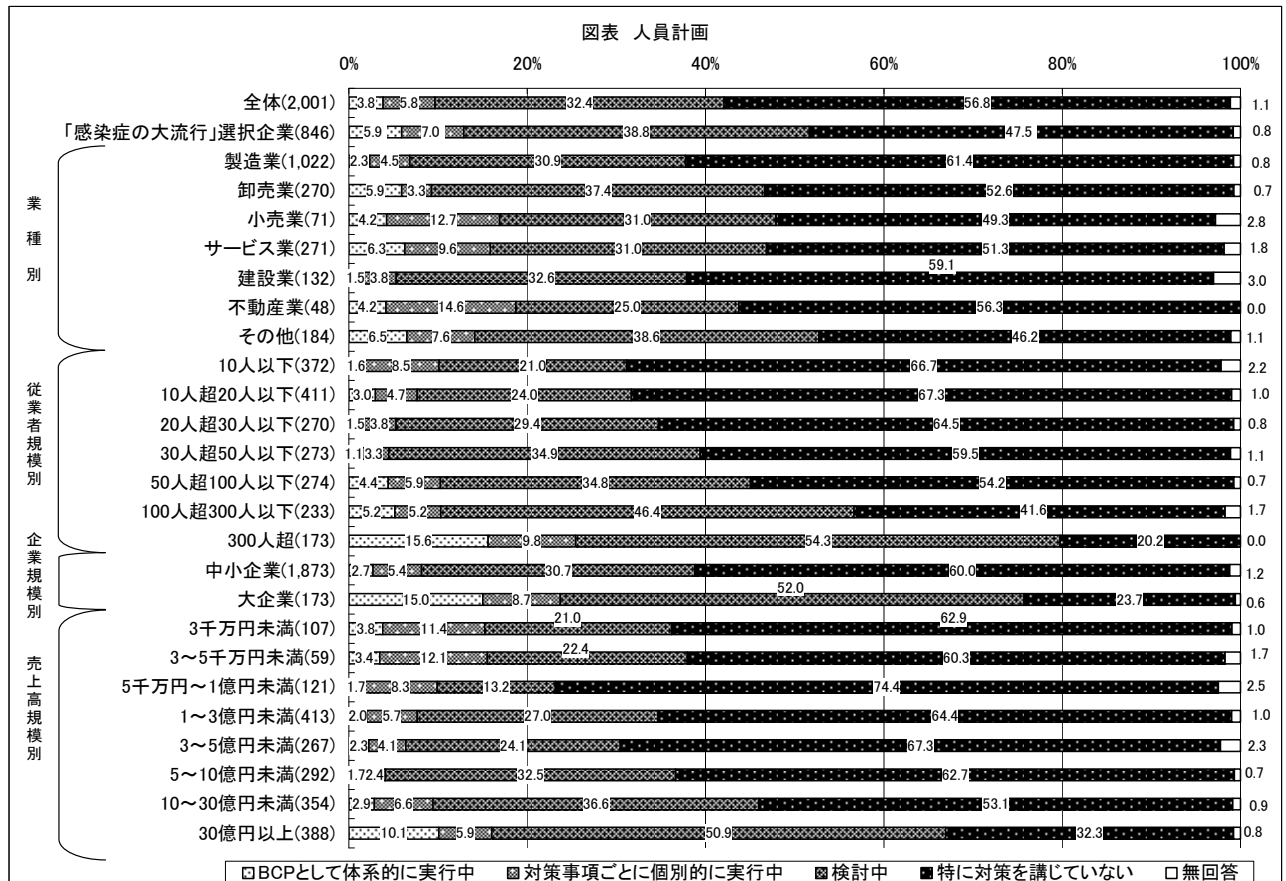 図表 人員計画
0% 20% 40% 60% 80% 100%
全体(2,001) 3.8 5.8 32.4 56.8 1.1
「感染症の大流行」選択企業(846) 5.9 7.0 38.8 47.5 0.8
業種別
製造業(1,022) 2.3 4.5 30.9 61.4 0.8
卸売業(270) 5.9 3.3 37.4 52.6 0.7
小売業(71) 4.2 12.7 31.0 49.3 2.8
サービス業(271) 6.3 9.6 31.0 51.3 1.8
建設業(132) 1.5 3.8 32.6 59.1 3.0
不動産業(48) 4.2 14.6 25.0 56.3 0.0
その他(184) 6.5 7.6 38.6 46.2 1.1
従業者規模別
10人以下(372) 1.6 8.5 21.0 66.7 2.2
10人超20人以下(411) 3.0 4.7 24.0 67.3 1.0
20人超30人以下(270) 1.5 3.8 29.4 64.5 0.8
30人超50人以下(273) 1.1 3.3 34.9 59.5 1.1
50人超100人以下(274) 4.4 5.9 34.8 54.2 0.7
100人超300人以下(233) 5.2 5.2 46.4 41.6 1.7
300人超(173) 15.6 9.8 54.3 20.2 0.0
企業規模別
中小企業(1,873) 2.7 5.4 30.7 60.0 1.2
大企業(173) 15.0 8.7 52.0 23.7 0.6
売上高規模別
3千万円未満(107) 3.8 11.4 21.0 62.9 1.0
3～5千万円未満(59) 3.4 12.1 22.4 60.3 1.7
5千万円～1億円未満(121) 1.7 8.3 13.2 74.4 2.5
1～3億円未満(413) 2.0 5.7 27.0 64.4 1.0
3～5億円未満(267) 2.3 4.1 24.1 67.3 2.3
5～10億円未満(292) 1.7 2.4 32.5 62.7 0.7
10～30億円未満(354) 2.9 6.6 36.6 53.1 0.9
30億円以上(388) 10.1 5.9 50.9 32.3 0.8
BCPとして体系的に実行中 対策事項ごとに個別的に実行中 検討中 特に対策を講じていない 無回答